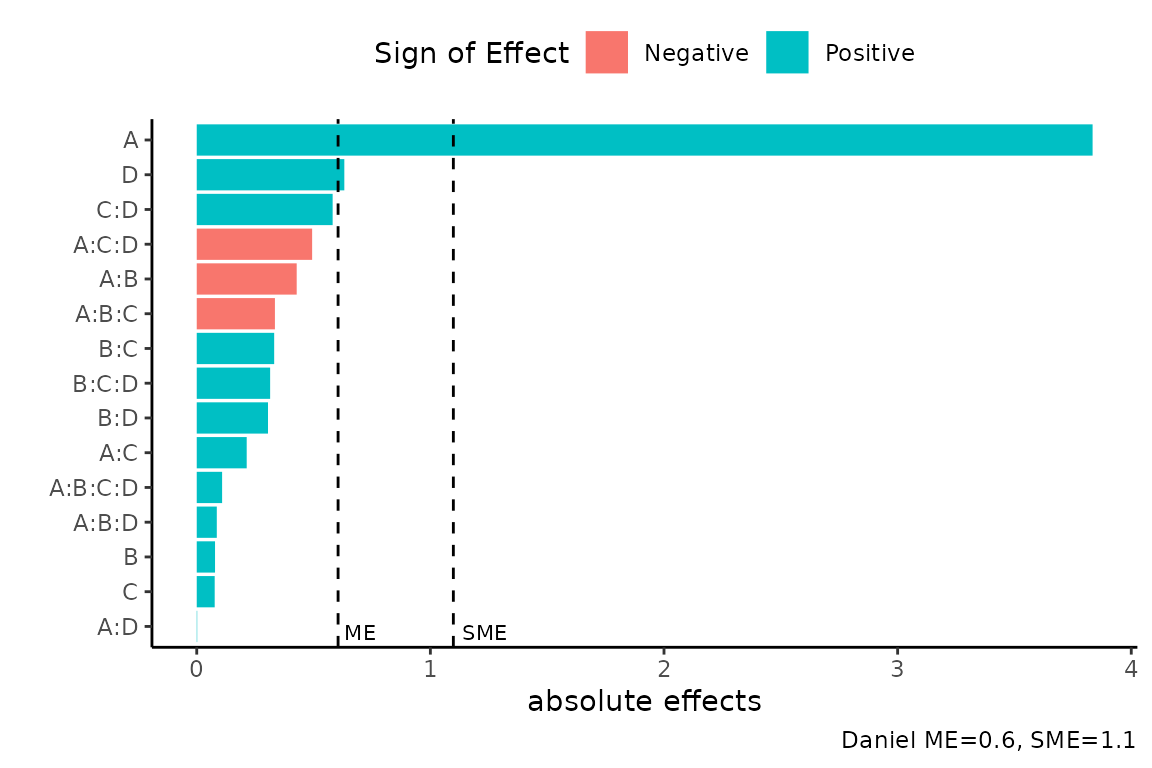 Sign of Effect Negative Positive
A
D
C:D
A:C:D
A:B
A:B:C
B:C
B:C:D
B:D
A:C
A:B:C:D
A:B:D
B
C
A:D
ME SME
0 1 2 3 4
absolute effects
Daniel ME=0.6, SME=1.1